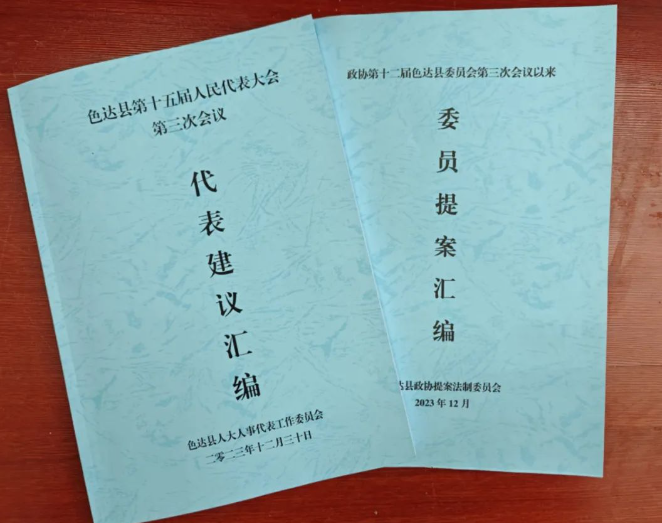 色达县第十五届人民代表大会
第三次会议
代表建议汇编
色达县人大人事代表工作委员会
二〇二三年十二月三十日
政协第十二届色达县委员会第三次会议以来
委员提案汇编
达县政协提案法制委员会
2023年12月